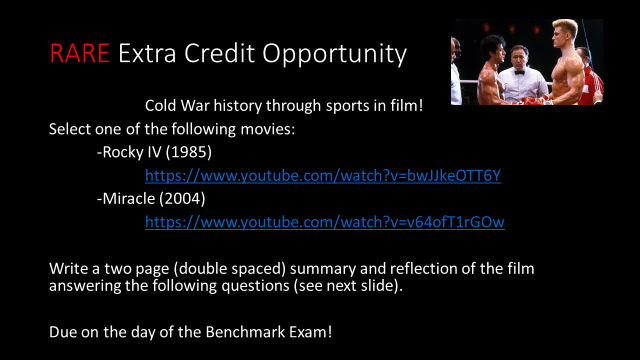 RARE Extra Credit Opportunity
Cold War history through sports in film!
Select one of the following movies:
-Rocky IV (1985)
https://www.youtube.com/watch?v=bwJJkeOTT6Y
-Miracle (2004)
https://www.youtube.com/watch?v=v64ofT1rGOw
Write a two page (double spaced) summary and reflection of the film
answering the following questions (see next slide).
Due on the day of the Benchmark Exam!